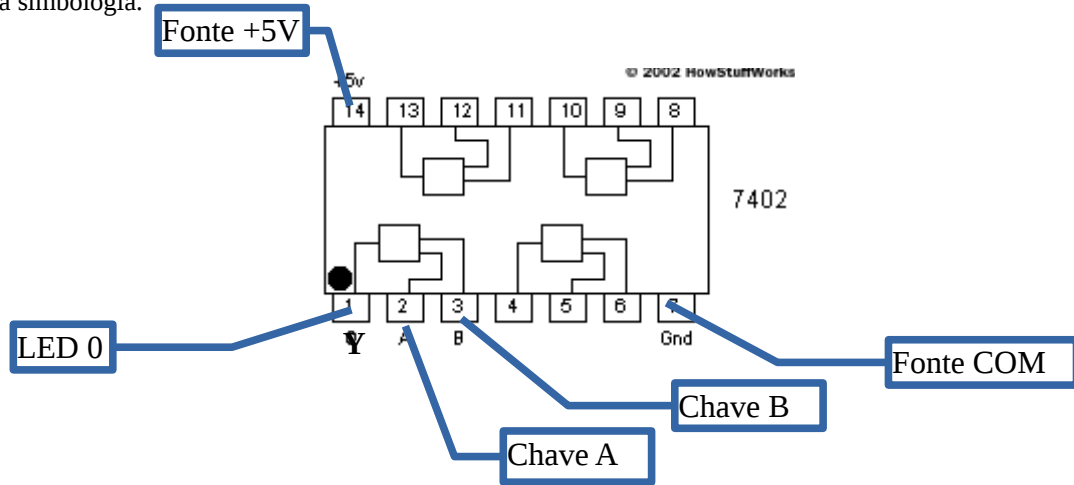 a simbologia.
Fonte +5V
© 2002 HowStuffWorks
+5v
14 13 12 11 10 9 8
7402
1 2 3 4 5 6 7
Y A B Gnd
LED 0
Fonte COM
Chave B
Chave A